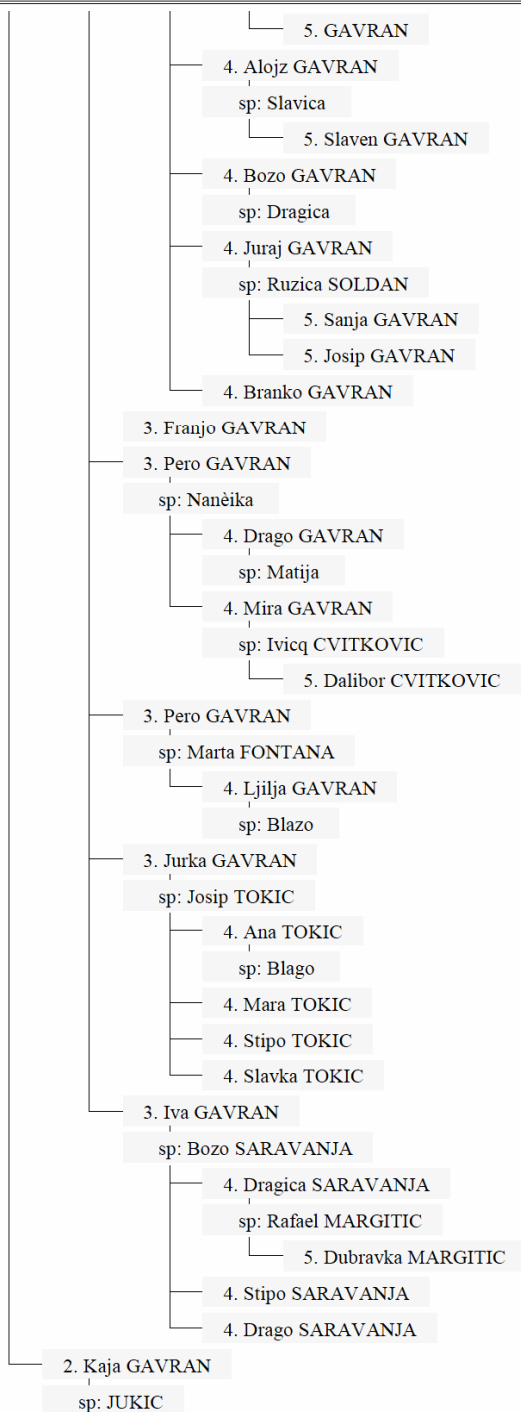 5. GAVRAN
4. Alojz GAVRAN
sp: Slavica
5. Slaven GAVRAN
4. Bozo GAVRAN
sp: Dragica
4. Juraj GAVRAN
sp: Ruzica SOLDAN
5. Sanja GAVRAN
5. Josip GAVRAN
4. Branko GAVRAN
3. Franjo GAVRAN
3. Pero GAVRAN
sp: Nanèika
4. Drago GAVRAN
sp: Matija
4. Mira GAVRAN
sp: Ivicq CVITKOVIC
5. Dalibor CVITKOVIC
3. Pero GAVRAN
sp: Marta FONTANA
4. Ljilja GAVRAN
sp: Blazo
3. Jurka GAVRAN
sp: Josip TOKIC
4. Ana TOKIC
sp: Blago
4. Mara TOKIC
4. Stipo TOKIC
4. Slavka TOKIC
3. Iva GAVRAN
sp: Bozo SARAVANJA
4. Dragica SARAVANJA
sp: Rafael MARGITIC
5. Dubravka MARGITIC
4. Stipo SARAVANJA
4. Drago SARAVANJA
2. Kaja GAVRAN
sp: JUKIC